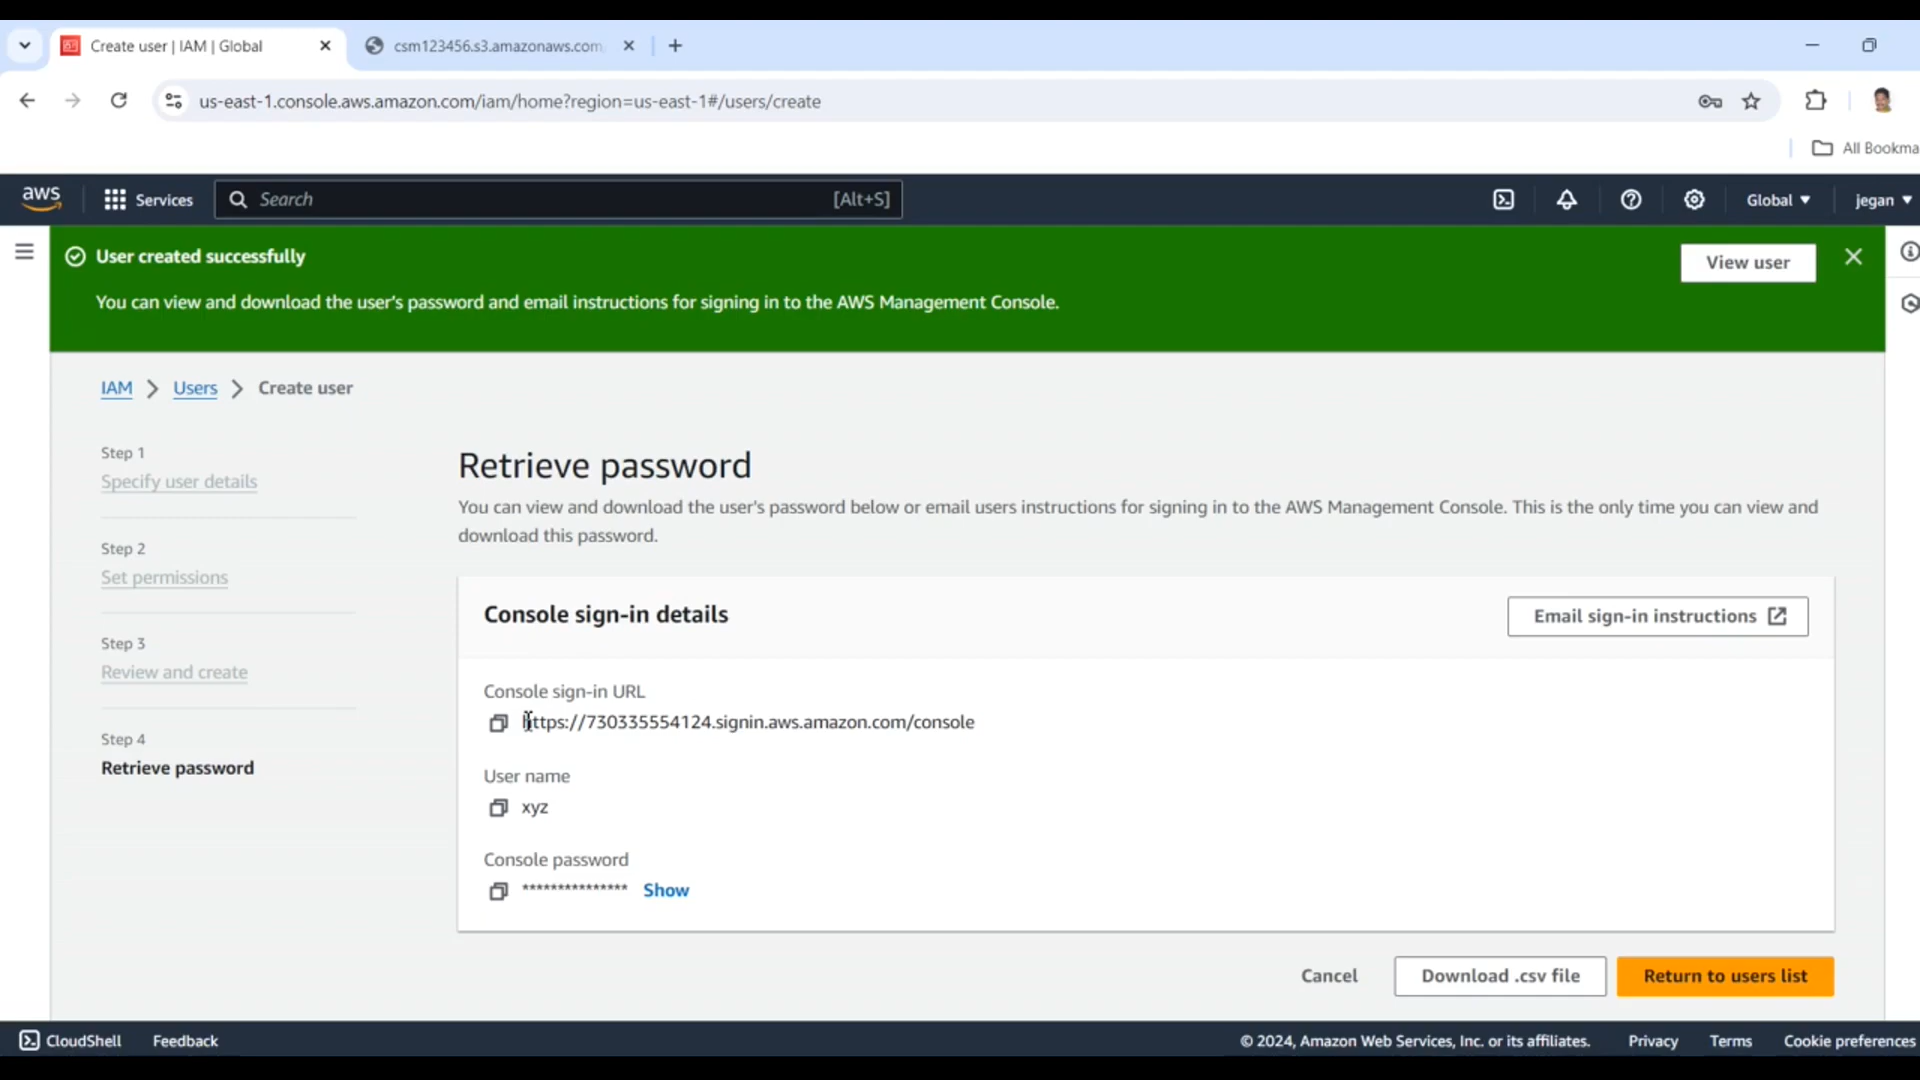 Create user | IAM | Global
csm123456.s3.amazonaws.com
us-east-1.console.aws.amazon.com/iam/home?region=us-east-1#/users/create
All Bookma
aws
Services
Search
[Alt+S]
Global
jegan
User created successfully
View user
You can view and download the user's password and email instructions for signing in to the AWS Management Console.
IAM
Users
Create user
Step 1
Specify user details
Step 2
Set permissions
Step 3
Review and create
Step 4
Retrieve password
Retrieve password
You can view and download the user's password below or email users instructions for signing in to the AWS Management Console. This is the only time you can view and
download this password.
Console sign-in details
Email sign-in instructions
Console sign-in URL
https://730335554124.signin.aws.amazon.com/console
User name
xyz
Console password
*************** Show
Cancel
Download .csv file
Return to users list
CloudShell
Feedback
© 2024, Amazon Web Services, Inc. or its affiliates.
Privacy
Terms
Cookie preferences